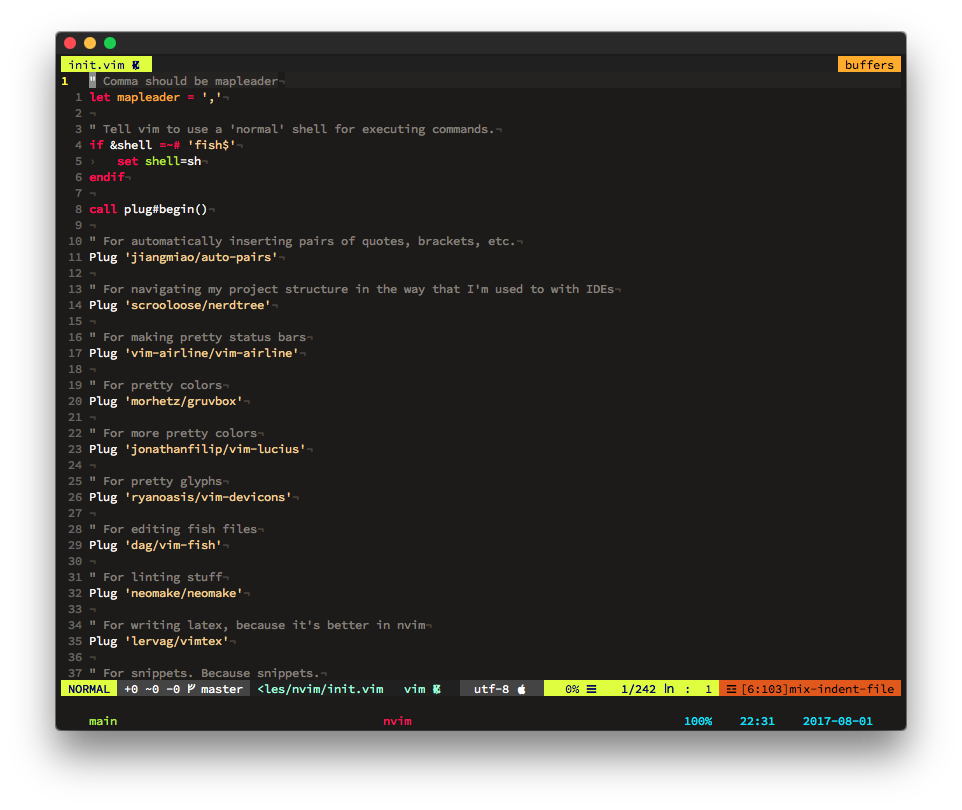 init.vim buffers
1 " Comma should be mapleader¬
1 let mapleader = ','¬
2 ¬
3 " Tell vim to use a 'normal' shell for executing commands.¬
4 if &shell =~# 'fish$'¬
5 › set shell=sh¬
6 endif¬
7 ¬
8 call plug#begin()¬
9 ¬
10 " For automatically inserting pairs of quotes, brackets, etc.¬
11 Plug 'jiangmiao/auto-pairs'¬
12 ¬
13 " For navigating my project structure in the way that I'm used to with IDEs¬
14 Plug 'scrooloose/nerdtree'¬
15 ¬
16 " For making pretty status bars¬
17 Plug 'vim-airline/vim-airline'¬
18 ¬
19 " For pretty colors¬
20 Plug 'morhetz/gruvbox'¬
21 ¬
22 " For more pretty colors¬
23 Plug 'jonathanfilip/vim-lucius'¬
24 ¬
25 " For pretty glyphs¬
26 Plug 'ryanoasis/vim-devicons'¬
27 ¬
28 " For editing fish files¬
29 Plug 'dag/vim-fish'¬
30 ¬
31 " For linting stuff¬
32 Plug 'neomake/neomake'¬
33 ¬
34 " For writing latex, because it's better in nvim¬
35 Plug 'lervag/vimtex'¬
36 ¬
37 " For snippets. Because snippets.¬
NORMAL +0 ~0 -0 master <les/nvim/init.vim vim utf-8 0% ☰ 1/242 ln : 1 ☲ [6:103]mix-indent-file
main nvim 100% 22:31 2017-08-01